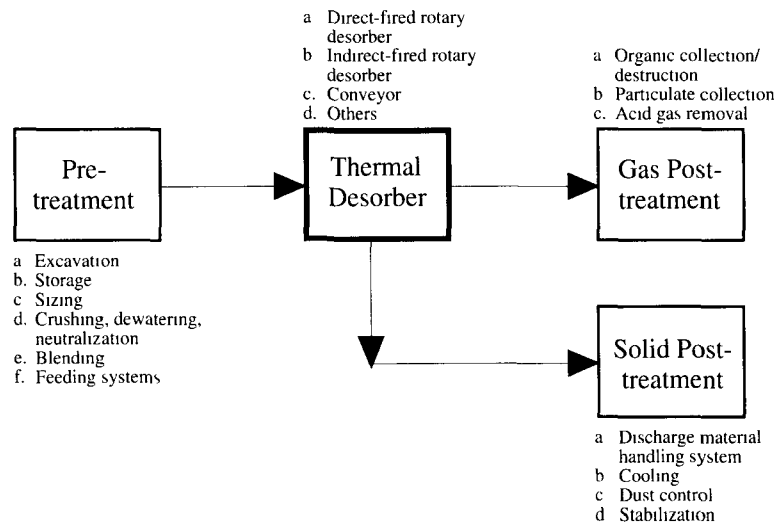 a Direct-fired rotary
desorber
b Indirect-fired rotary
desorber
c. Conveyor
d. Others
a Organic collection/
destruction
b Particulate collection
c. Acid gas removal
Pre-
treatment
Thermal
Desorber
Gas Post-
treatment
a Excavation
b. Storage
c Sizing
d. Crushing, dewatering,
neutralization
e. Blending
f. Feeding systems
Solid Post-
treatment
a Discharge material
handling system
b Cooling
c Dust control
d Stabilization